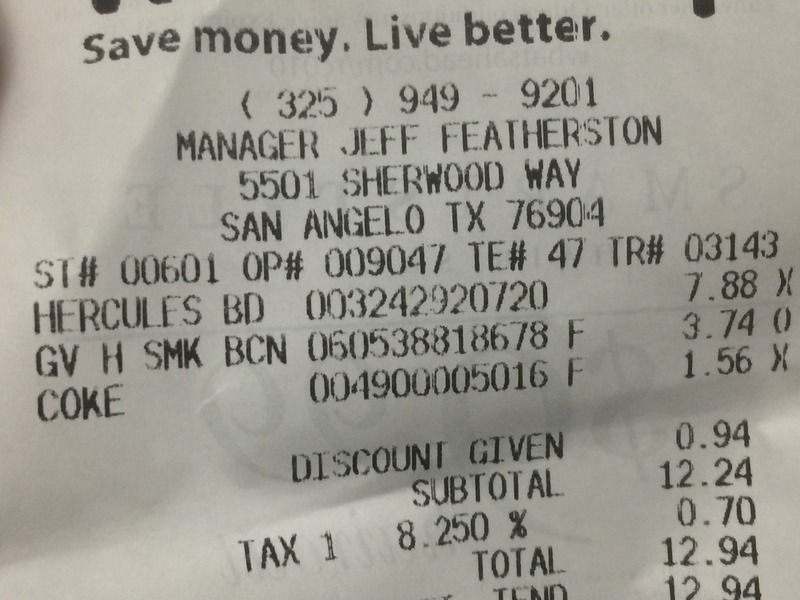 Save money. Live better.
( 325 ) 949 - 9201
MANAGER JEFF FEATHERSTON
5501 SHERWOOD WAY
SAN ANGELO TX 76904
ST# 00601 OP# 009047 TE# 47 TR# 03143
HERCULES BD 003242920720 7.88 X
GV H SMK BCN 060538818678 F 3.74 O
COKE 004900005016 F 1.56 X
DISCOUNT GIVEN 0.94
SUBTOTAL 12.24
TAX 1 8.250 % 0.70
TOTAL 12.94
TEND 12.94